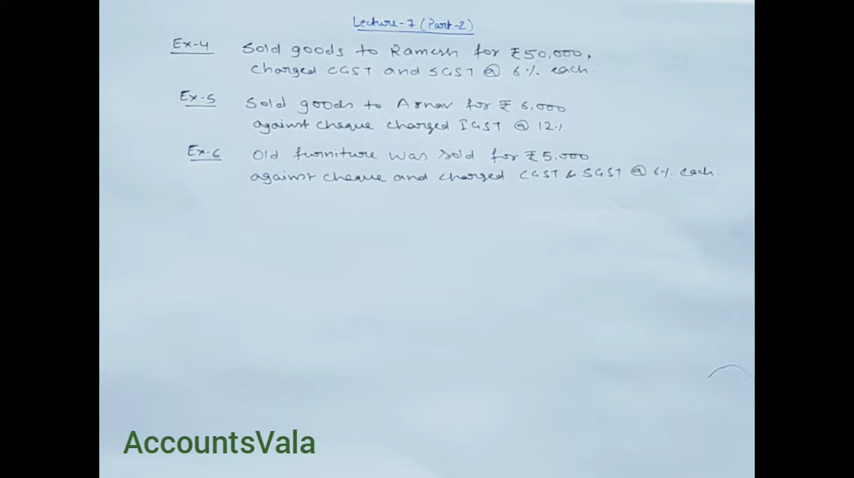 Lecture-7 (Part-2)
Ex-4 Sold goods to Ramesh for ₹50,000,
charged CGST and SGST @ 6% each
Ex-5 Sold goods to Arnav for ₹ 6,000
against cheque charged IGST @ 12%
Ex-6 Old furniture was sold for ₹5,000
against cheque and charged CGST & SGST @ 6% each.
AccountsVala